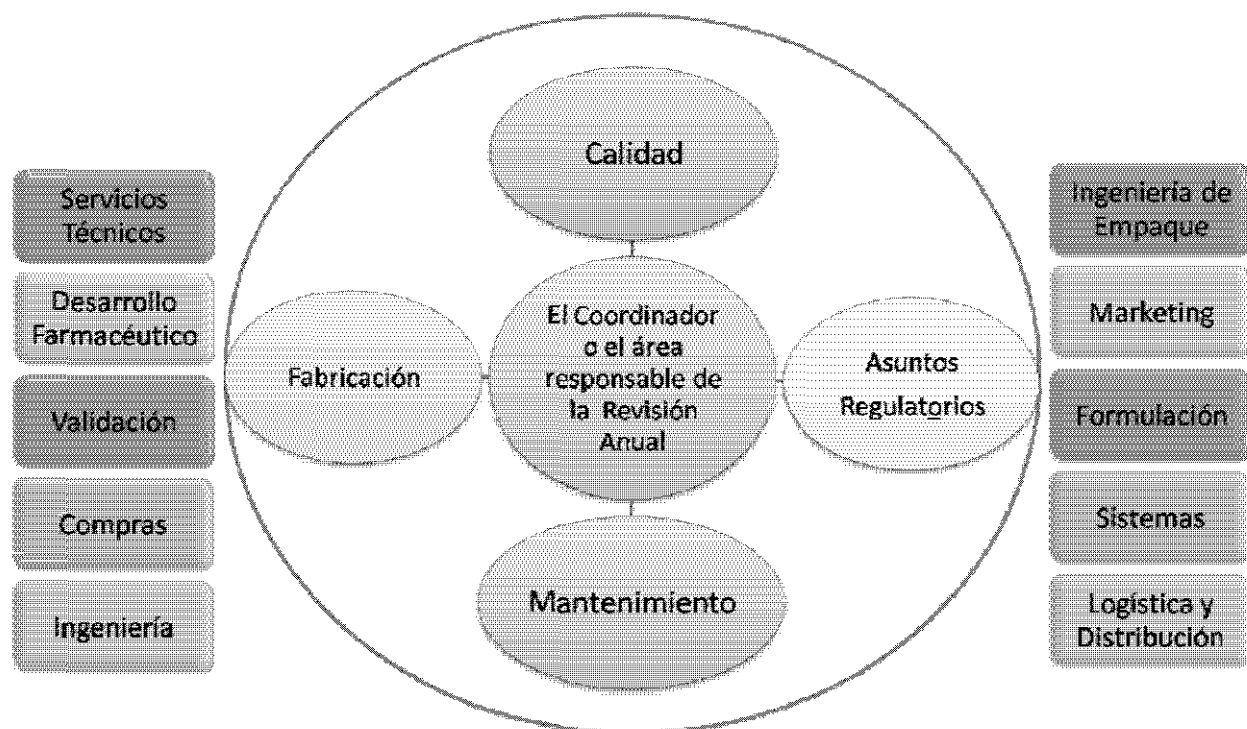 Calidad
Servicios
Técnicos
Desarrollo
Farmacéutico
Validación
Compras
Ingeniería
Fabricación
El Coordinador
o el área
responsable de
la Revisión
Anual
Asuntos
Regulatorios
Mantenimiento
Ingeniería de
Empaque
Marketing
Formulación
Sistemas
Logística y
Distribución